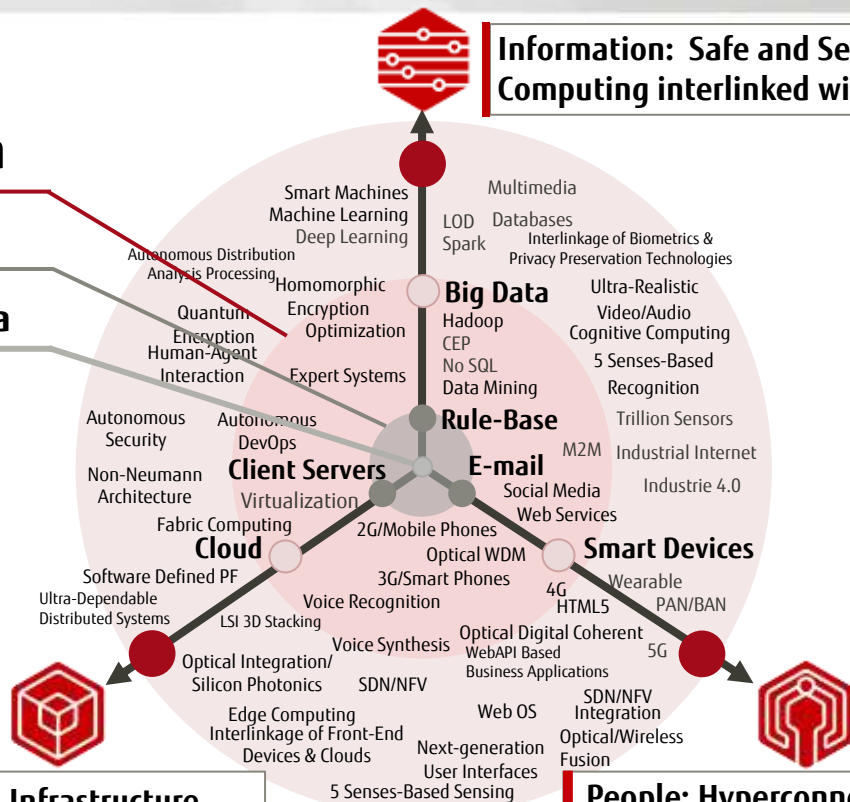 Information: Safe and Se
Computing interlinked wi
n
a
Smart Machines
Machine Learning
Deep Learning
Multimedia
LOD Databases
Spark
Interlinkage of Biometrics &
Privacy Preservation Technologies
Autonomous Distribution
Analysis Processing
Homomorphic
Encryption
Optimization
Big Data
Hadoop
CEP
No SQL
Data Mining
Ultra-Realistic
Video/Audio
Cognitive Computing
5 Senses-Based
Recognition
Quantum
Encryption
Human-Agent
Interaction
Expert Systems
Autonomous
Security
Autonomous
DevOps
Rule-Base
Trillion Sensors
M2M
Industrial Internet
Industrie 4.0
Client Servers
E-mail
Non-Neumann
Architecture
Virtualization
Social Media
Web Services
Fabric Computing
2G/Mobile Phones
Cloud
Optical WDM
Smart Devices
Software Defined PF
3G/Smart Phones
4G
Wearable
HTML5
PAN/BAN
Ultra-Dependable
Distributed Systems
LSI 3D Stacking
Voice Recognition
Voice Synthesis
Optical Digital Coherent
WebAPI Based
Business Applications
5G
Optical Integration/
Silicon Photonics
SDN/NFV
SDN/NFV
Integration
Web OS
Edge Computing
Interlinkage of Front-End
Devices & Clouds
Optical/Wireless
Fusion
Next-generation
User Interfaces
5 Senses-Based Sensing
Infrastructure
People: Hyperconne